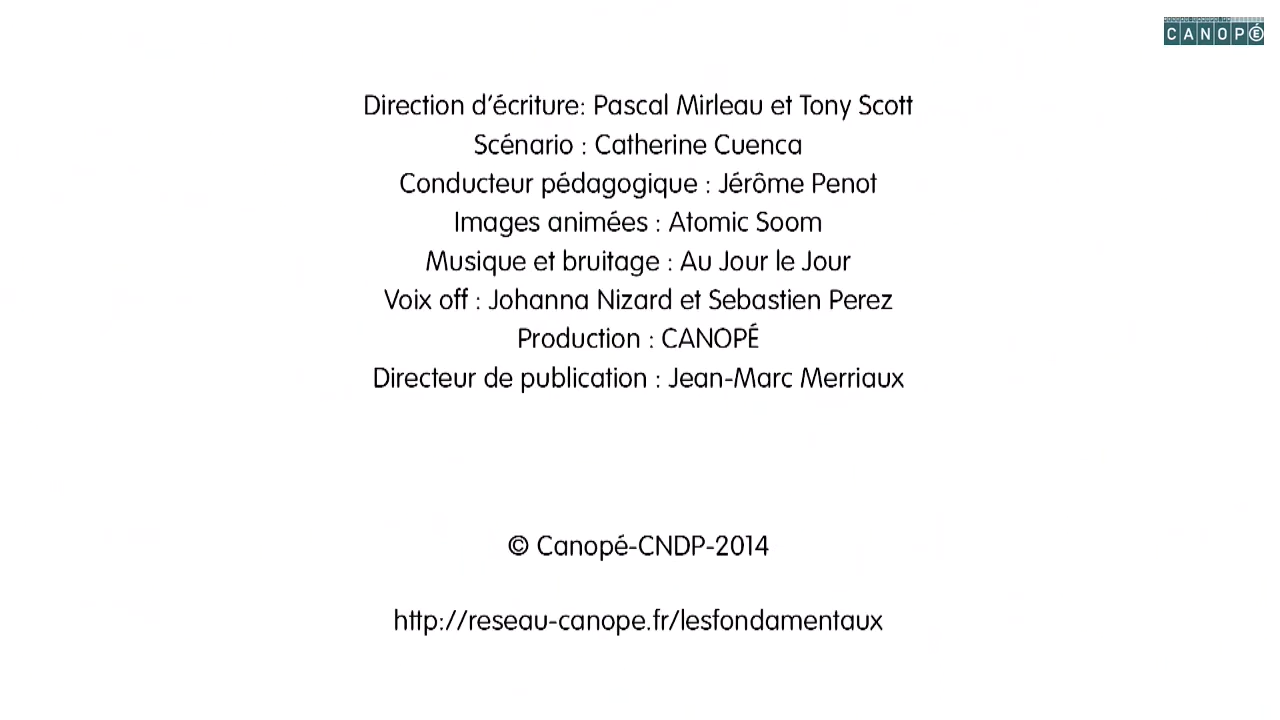 CANOPÉ
Direction d'écriture: Pascal Mirleau et Tony Scott
Scénario : Catherine Cuenca
Conducteur pédagogique : Jérôme Penot
Images animées : Atomic Soom
Musique et bruitage : Au Jour le Jour
Voix off : Johanna Nizard et Sebastien Perez
Production : CANOPÉ
Directeur de publication : Jean-Marc Merriaux
© Canopé-CNDP-2014
http://reseau-canope.fr/lesfondamentaux